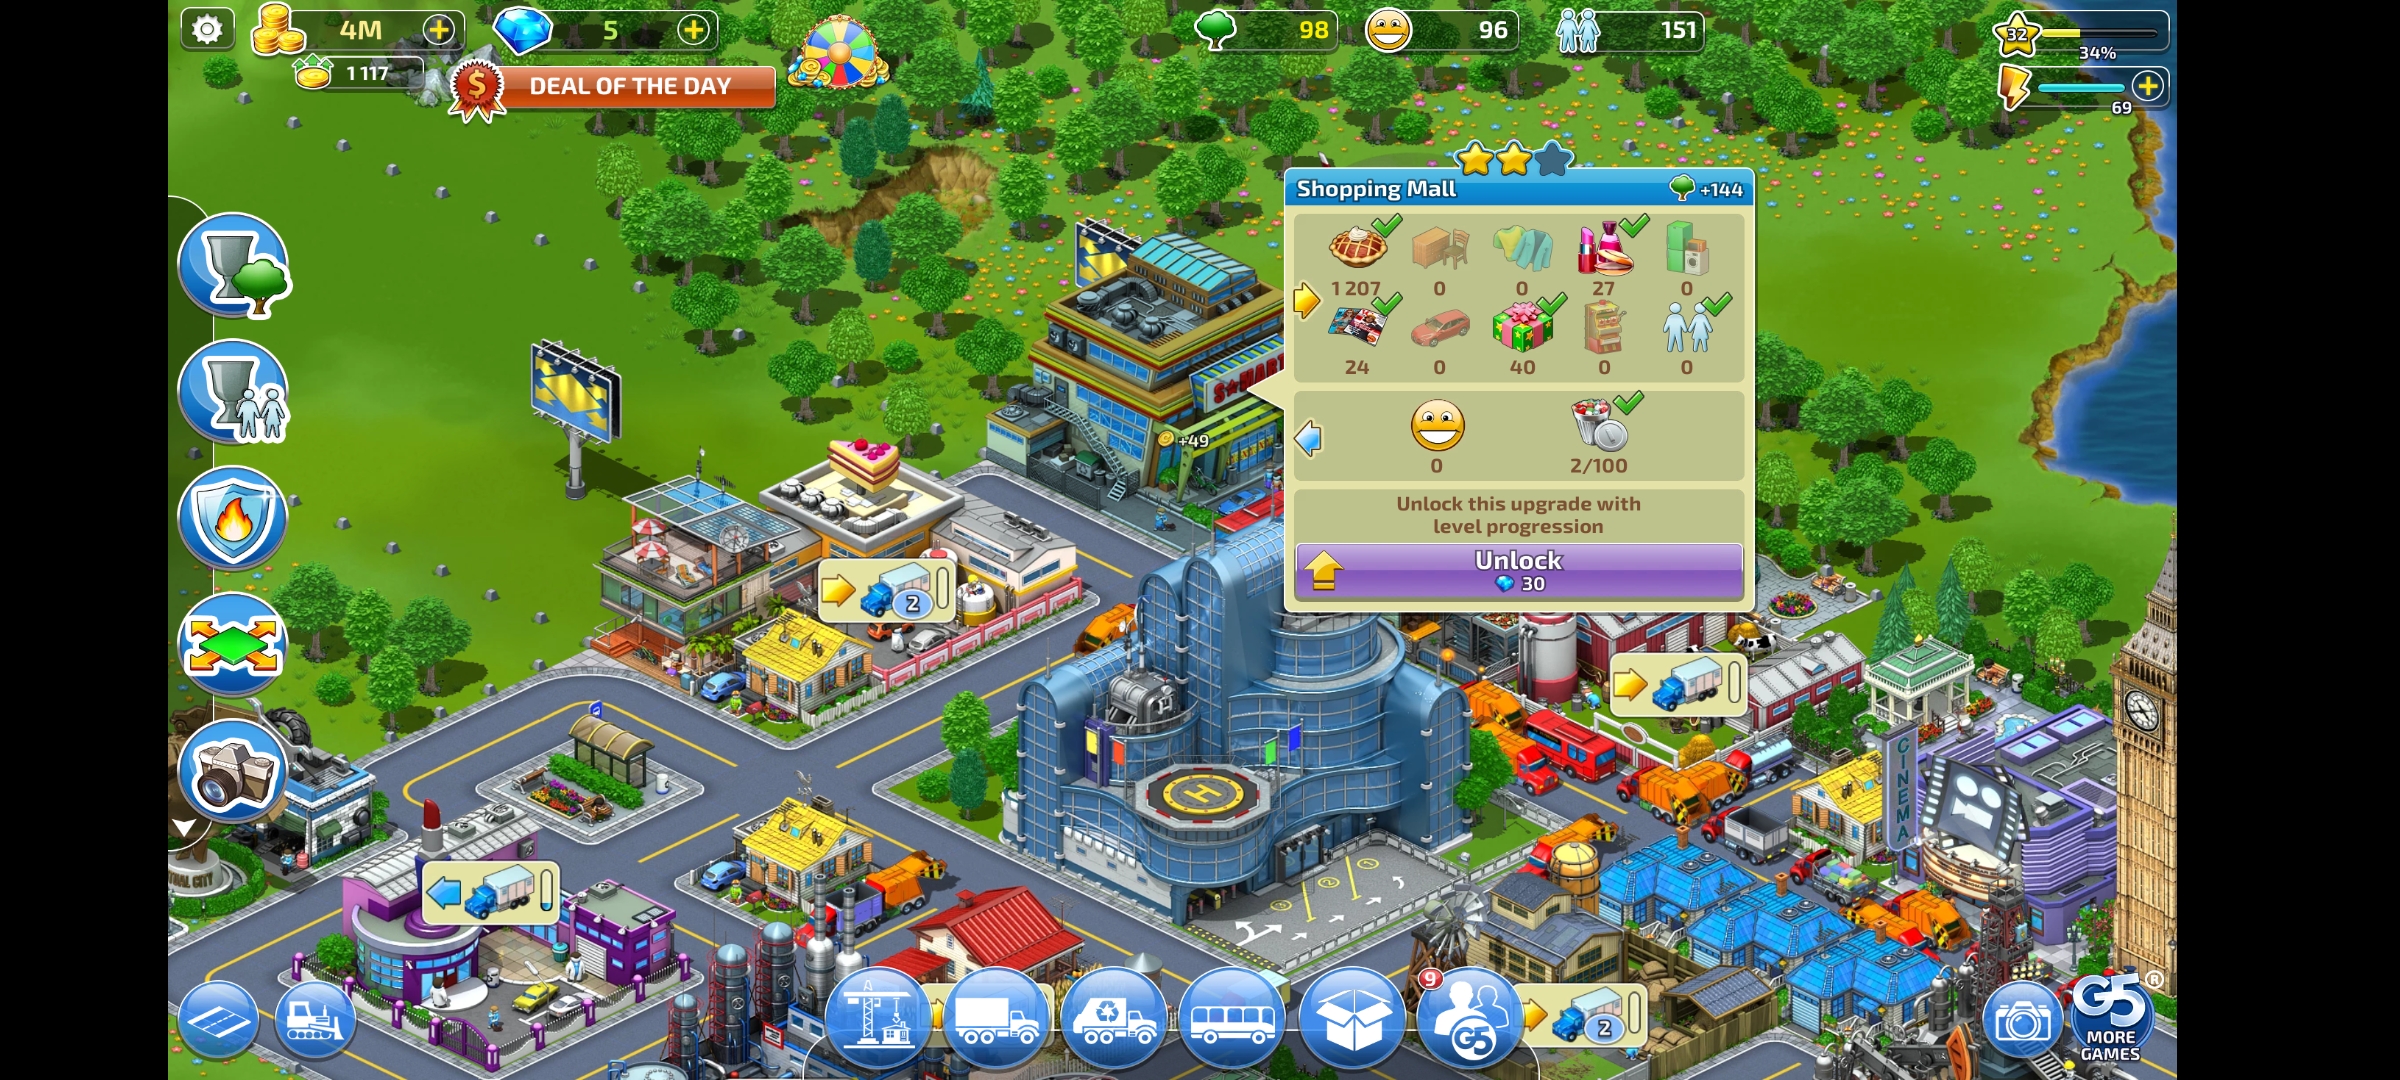 4M
5
98
96
151
32
34%
1 117
DEAL OF THE DAY
69
Shopping Mall
+144
1 207
0
0
27
0
24
0
40
0
0
0
2/100
Unlock this upgrade with
level progression
Unlock
30
+49
2
CINEMA
9
G5
2
G5®
MORE
GAMES